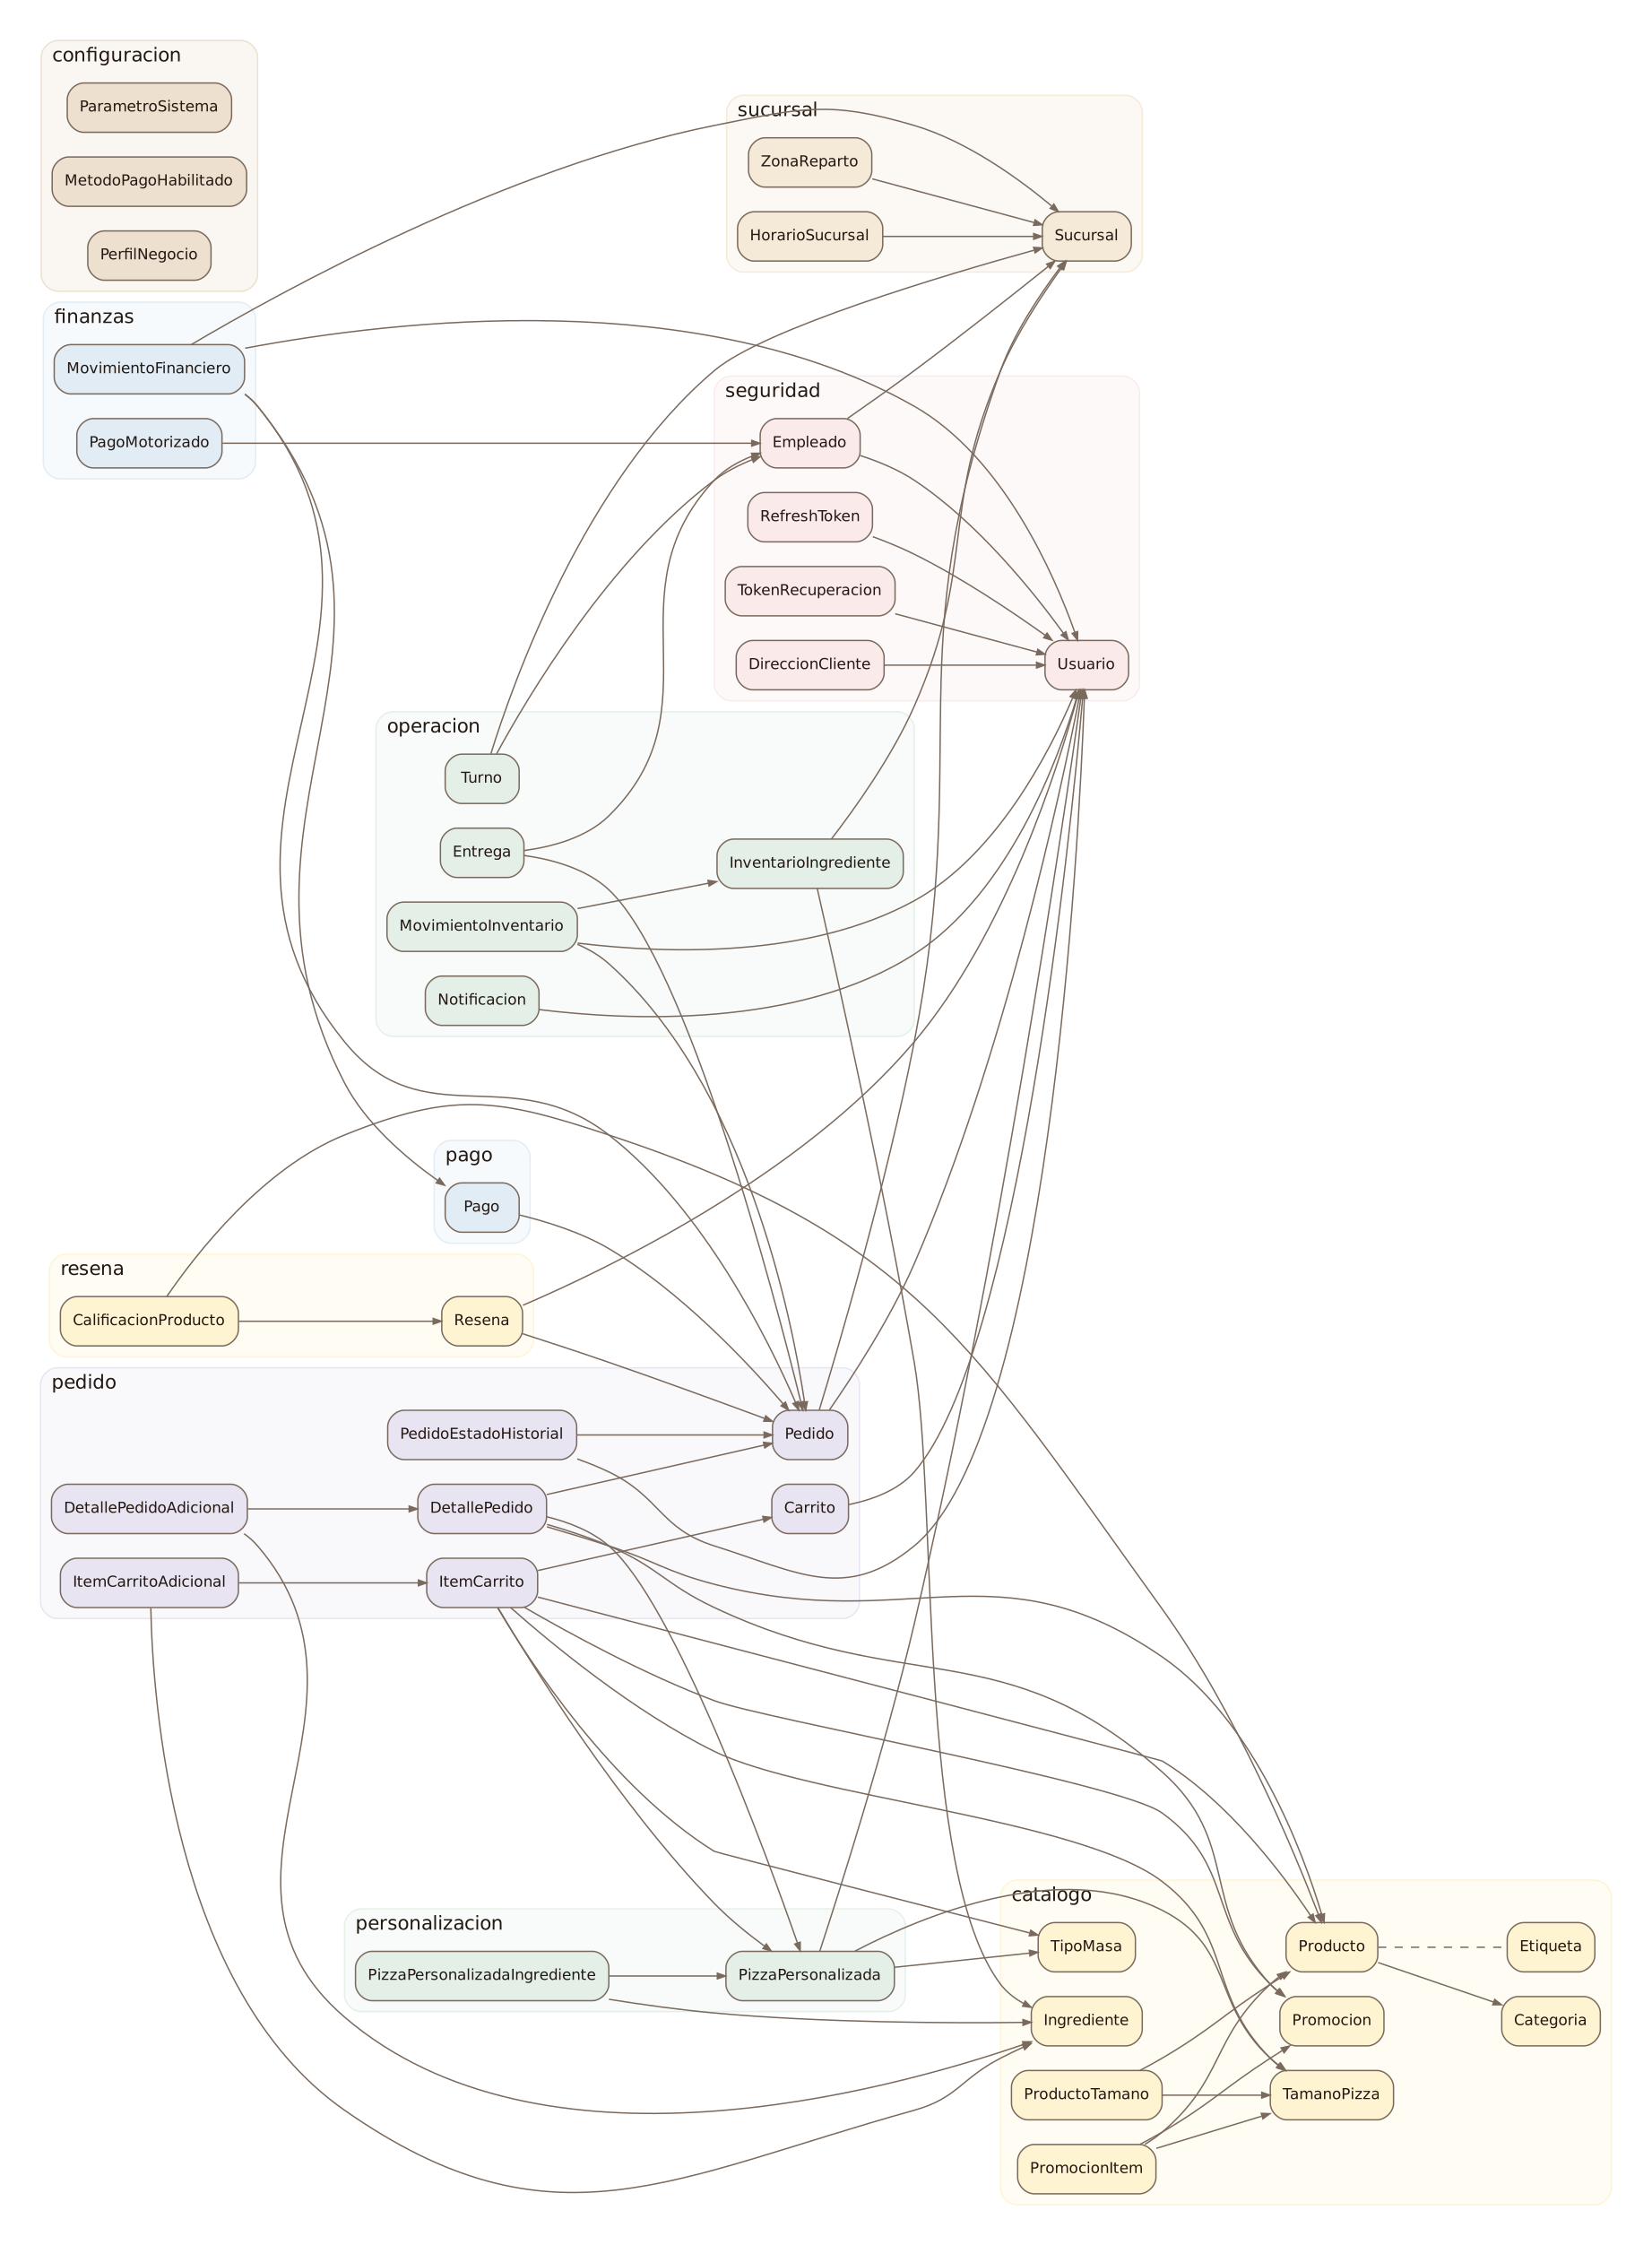 configuracion
ParametroSistema
MetodoPagoHabilitado
PerfilNegocio
sucursal
ZonaReparto
HorarioSucursal
Sucursal
finanzas
MovimientoFinanciero
PagoMotorizado
seguridad
Empleado
RefreshToken
TokenRecuperacion
DireccionCliente
Usuario
operacion
Turno
Entrega
InventarioIngrediente
MovimientoInventario
Notificacion
pago
Pago
resena
CalificacionProducto
Resena
pedido
PedidoEstadoHistorial
Pedido
DetallePedidoAdicional
DetallePedido
Carrito
ItemCarritoAdicional
ItemCarrito
personalizacion
PizzaPersonalizadaIngrediente
PizzaPersonalizada
catalogo
TipoMasa
Producto
Etiqueta
Ingrediente
Promocion
Categoria
ProductoTamano
TamanoPizza
PromocionItem